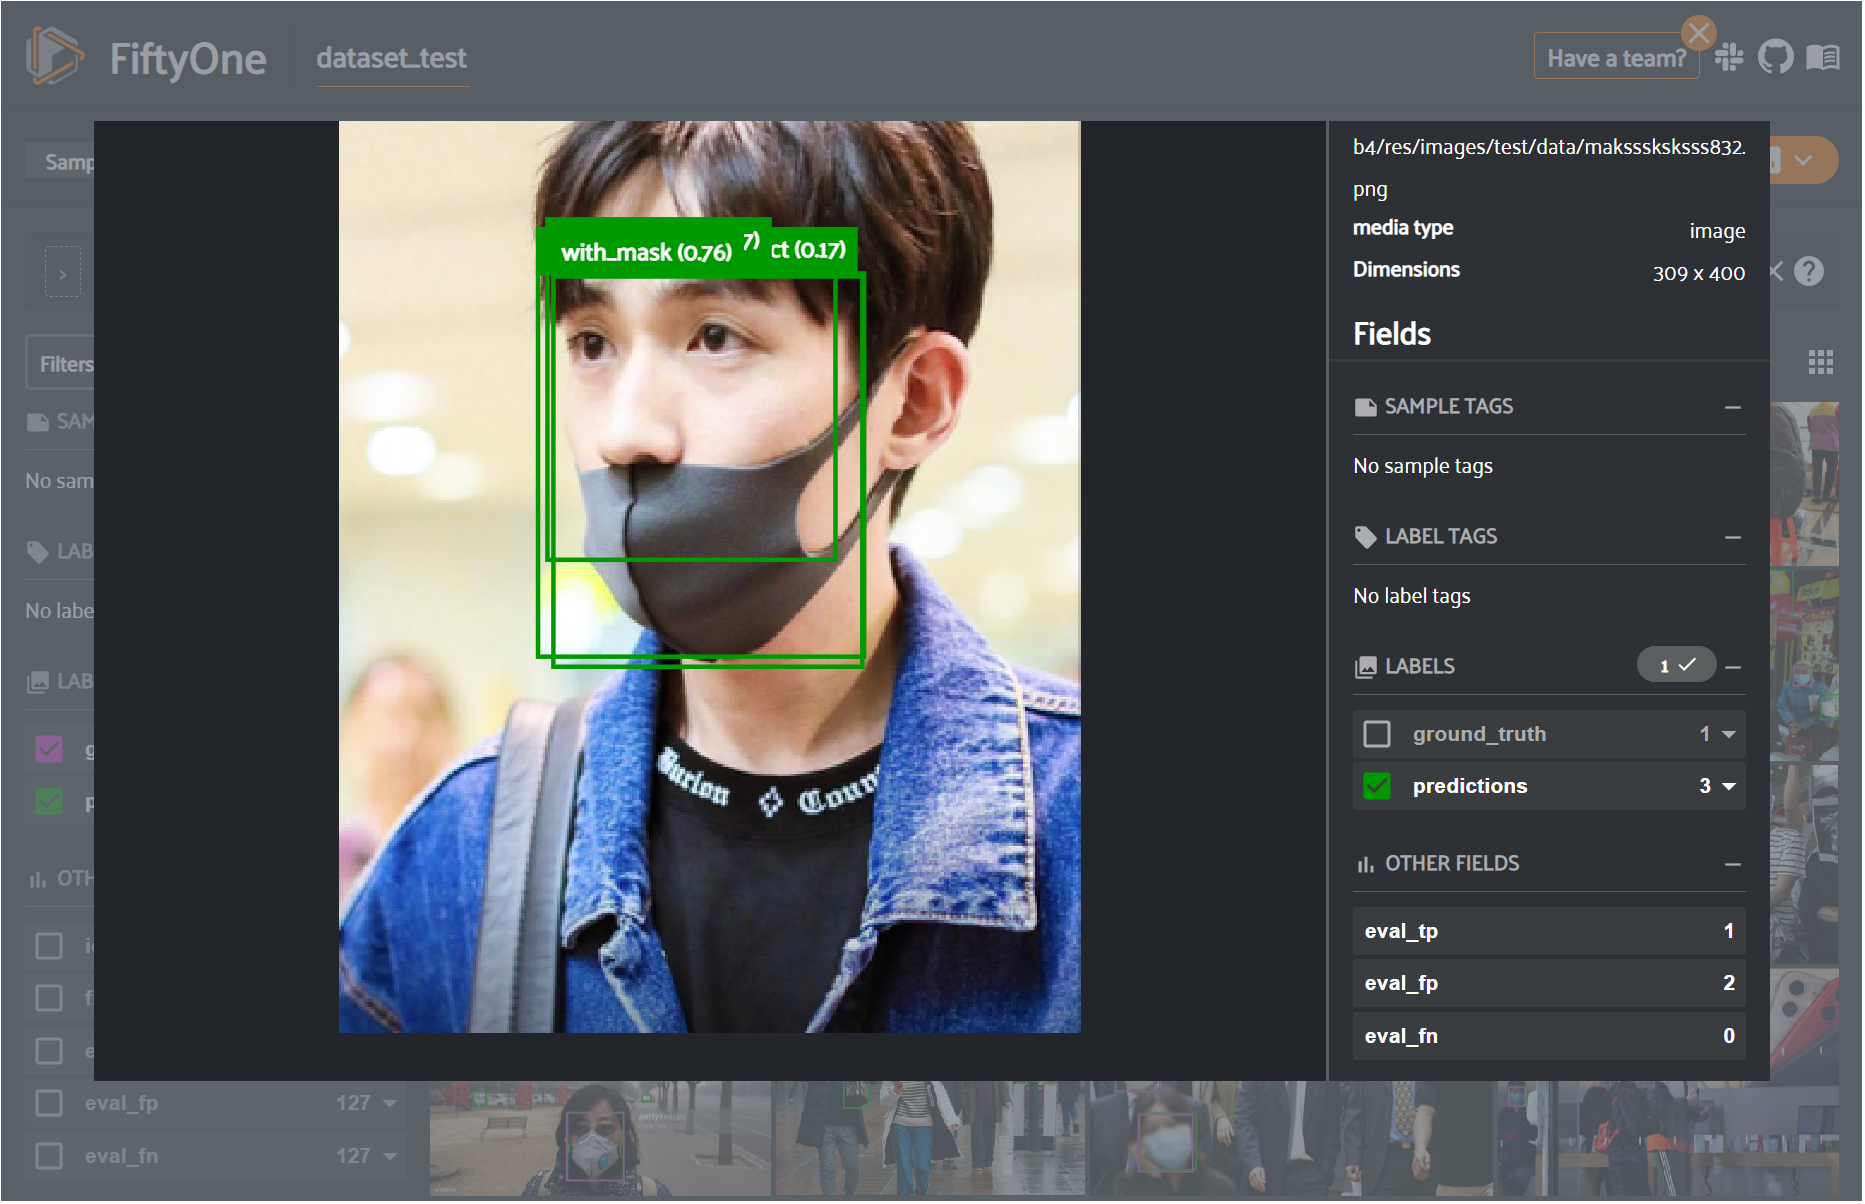 FiftyOne
dataset_test
Have a team?
Samp
b4/res/images/test/data/maksssksksss832.
png
media type
image
Dimensions
309 x 400
with_mask (0.76)
7)
ct (0.17)
Fields
Filters
SAMPLE TAGS
SAM
No sample tags
No sam
LABEL TAGS
LAB
No label tags
No labe
LABELS
1
LAB
ground_truth
1
g
predictions
3
p
OTHER FIELDS
OTH
eval_tp
1
eval_fp
2
eval_fn
0
eval_fp
127
eval_fn
127